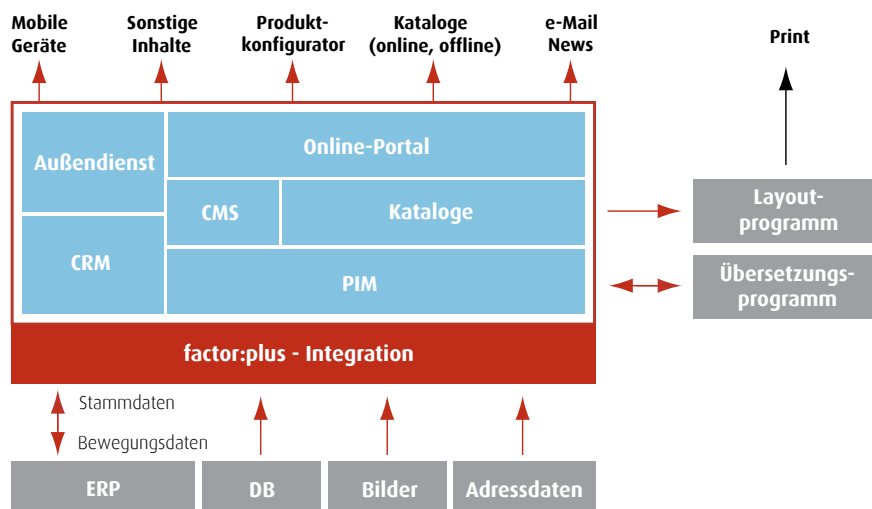 Mobile
Geräte
Sonstige
Inhalte
Produkt-
konfigurator
Kataloge
(online, offline)
e-Mail
News
Print
Außendienst
Online-Portal
CMS
Kataloge
CRM
PIM
Layout-
programm
Übersetzungs-
programm
factor:plus - Integration
Stammdaten
Bewegungsdaten
ERP
DB
Bilder
Adressdaten